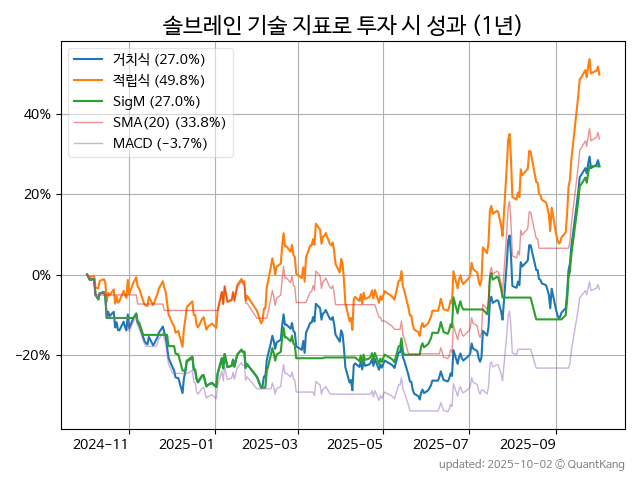 솔브레인 기술 지표로 투자 시 성과 (1년)
거치식 (27.0%)
적립식 (49.8%)
SigM (27.0%)
SMA(20) (33.8%)
MACD (−3.7%)
40%
20%
0%
−20%
2024-11 2025-01 2025-03 2025-05 2025-07 2025-09
updated: 2025-10-02 © QuantKang